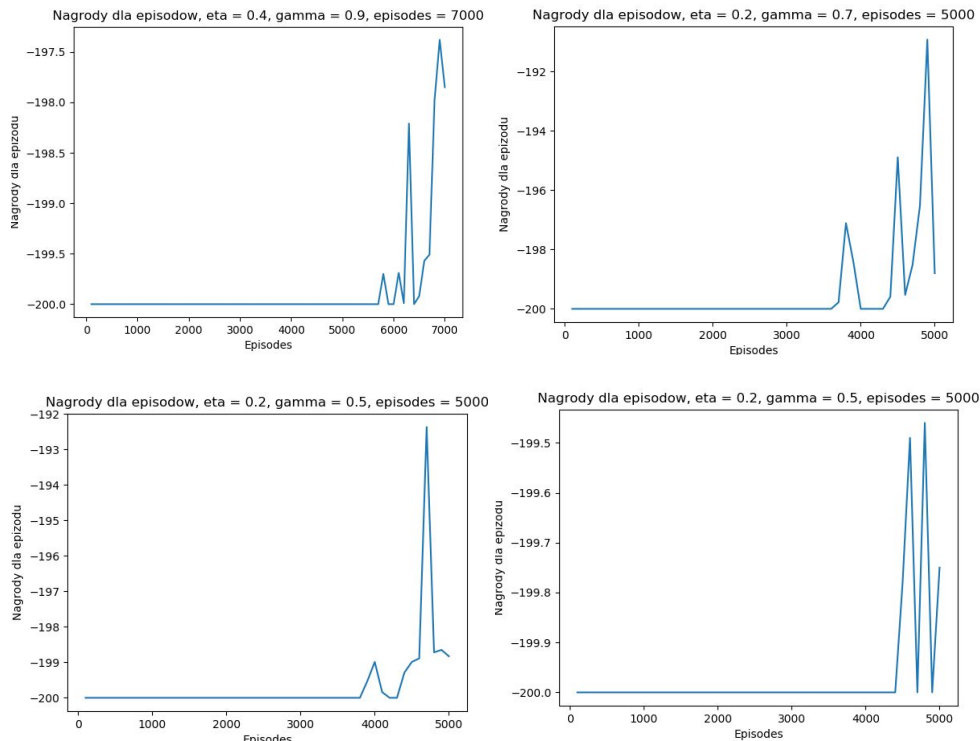 Nagrody dla episodow, eta = 0.4, gamma = 0.9, episodes = 7000
Nagrody dla epizodu
−197.5
−198.0
−198.5
−199.0
−199.5
−200.0
0 1000 2000 3000 4000 5000 6000 7000
Episodes
Nagrody dla episodow, eta = 0.2, gamma = 0.7, episodes = 5000
Nagrody dla epizodu
−192
−194
−196
−198
−200
0 1000 2000 3000 4000 5000
Episodes
Nagrody dla episodow, eta = 0.2, gamma = 0.5, episodes = 5000
Nagrody dla epizodu
−192
−193
−194
−195
−196
−197
−198
−199
−200
0 1000 2000 3000 4000 5000
Episodes
Nagrody dla episodow, eta = 0.2, gamma = 0.5, episodes = 5000
Nagrody dla epizodu
−199.5
−199.6
−199.7
−199.8
−199.9
−200.0
0 1000 2000 3000 4000 5000
Episodes